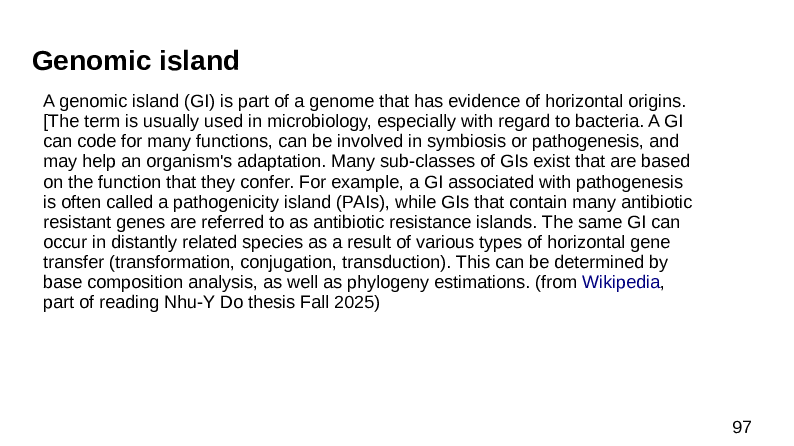 Genomic island
A genomic island (GI) is part of a genome that has evidence of horizontal origins.
[The term is usually used in microbiology, especially with regard to bacteria. A GI
can code for many functions, can be involved in symbiosis or pathogenesis, and
may help an organism's adaptation. Many sub-classes of GIs exist that are based
on the function that they confer. For example, a GI associated with pathogenesis
is often called a pathogenicity island (PAIs), while GIs that contain many antibiotic
resistant genes are referred to as antibiotic resistance islands. The same GI can
occur in distantly related species as a result of various types of horizontal gene
transfer (transformation, conjugation, transduction). This can be determined by
base composition analysis, as well as phylogeny estimations. (from Wikipedia,
part of reading Nhu-Y Do thesis Fall 2025)
97